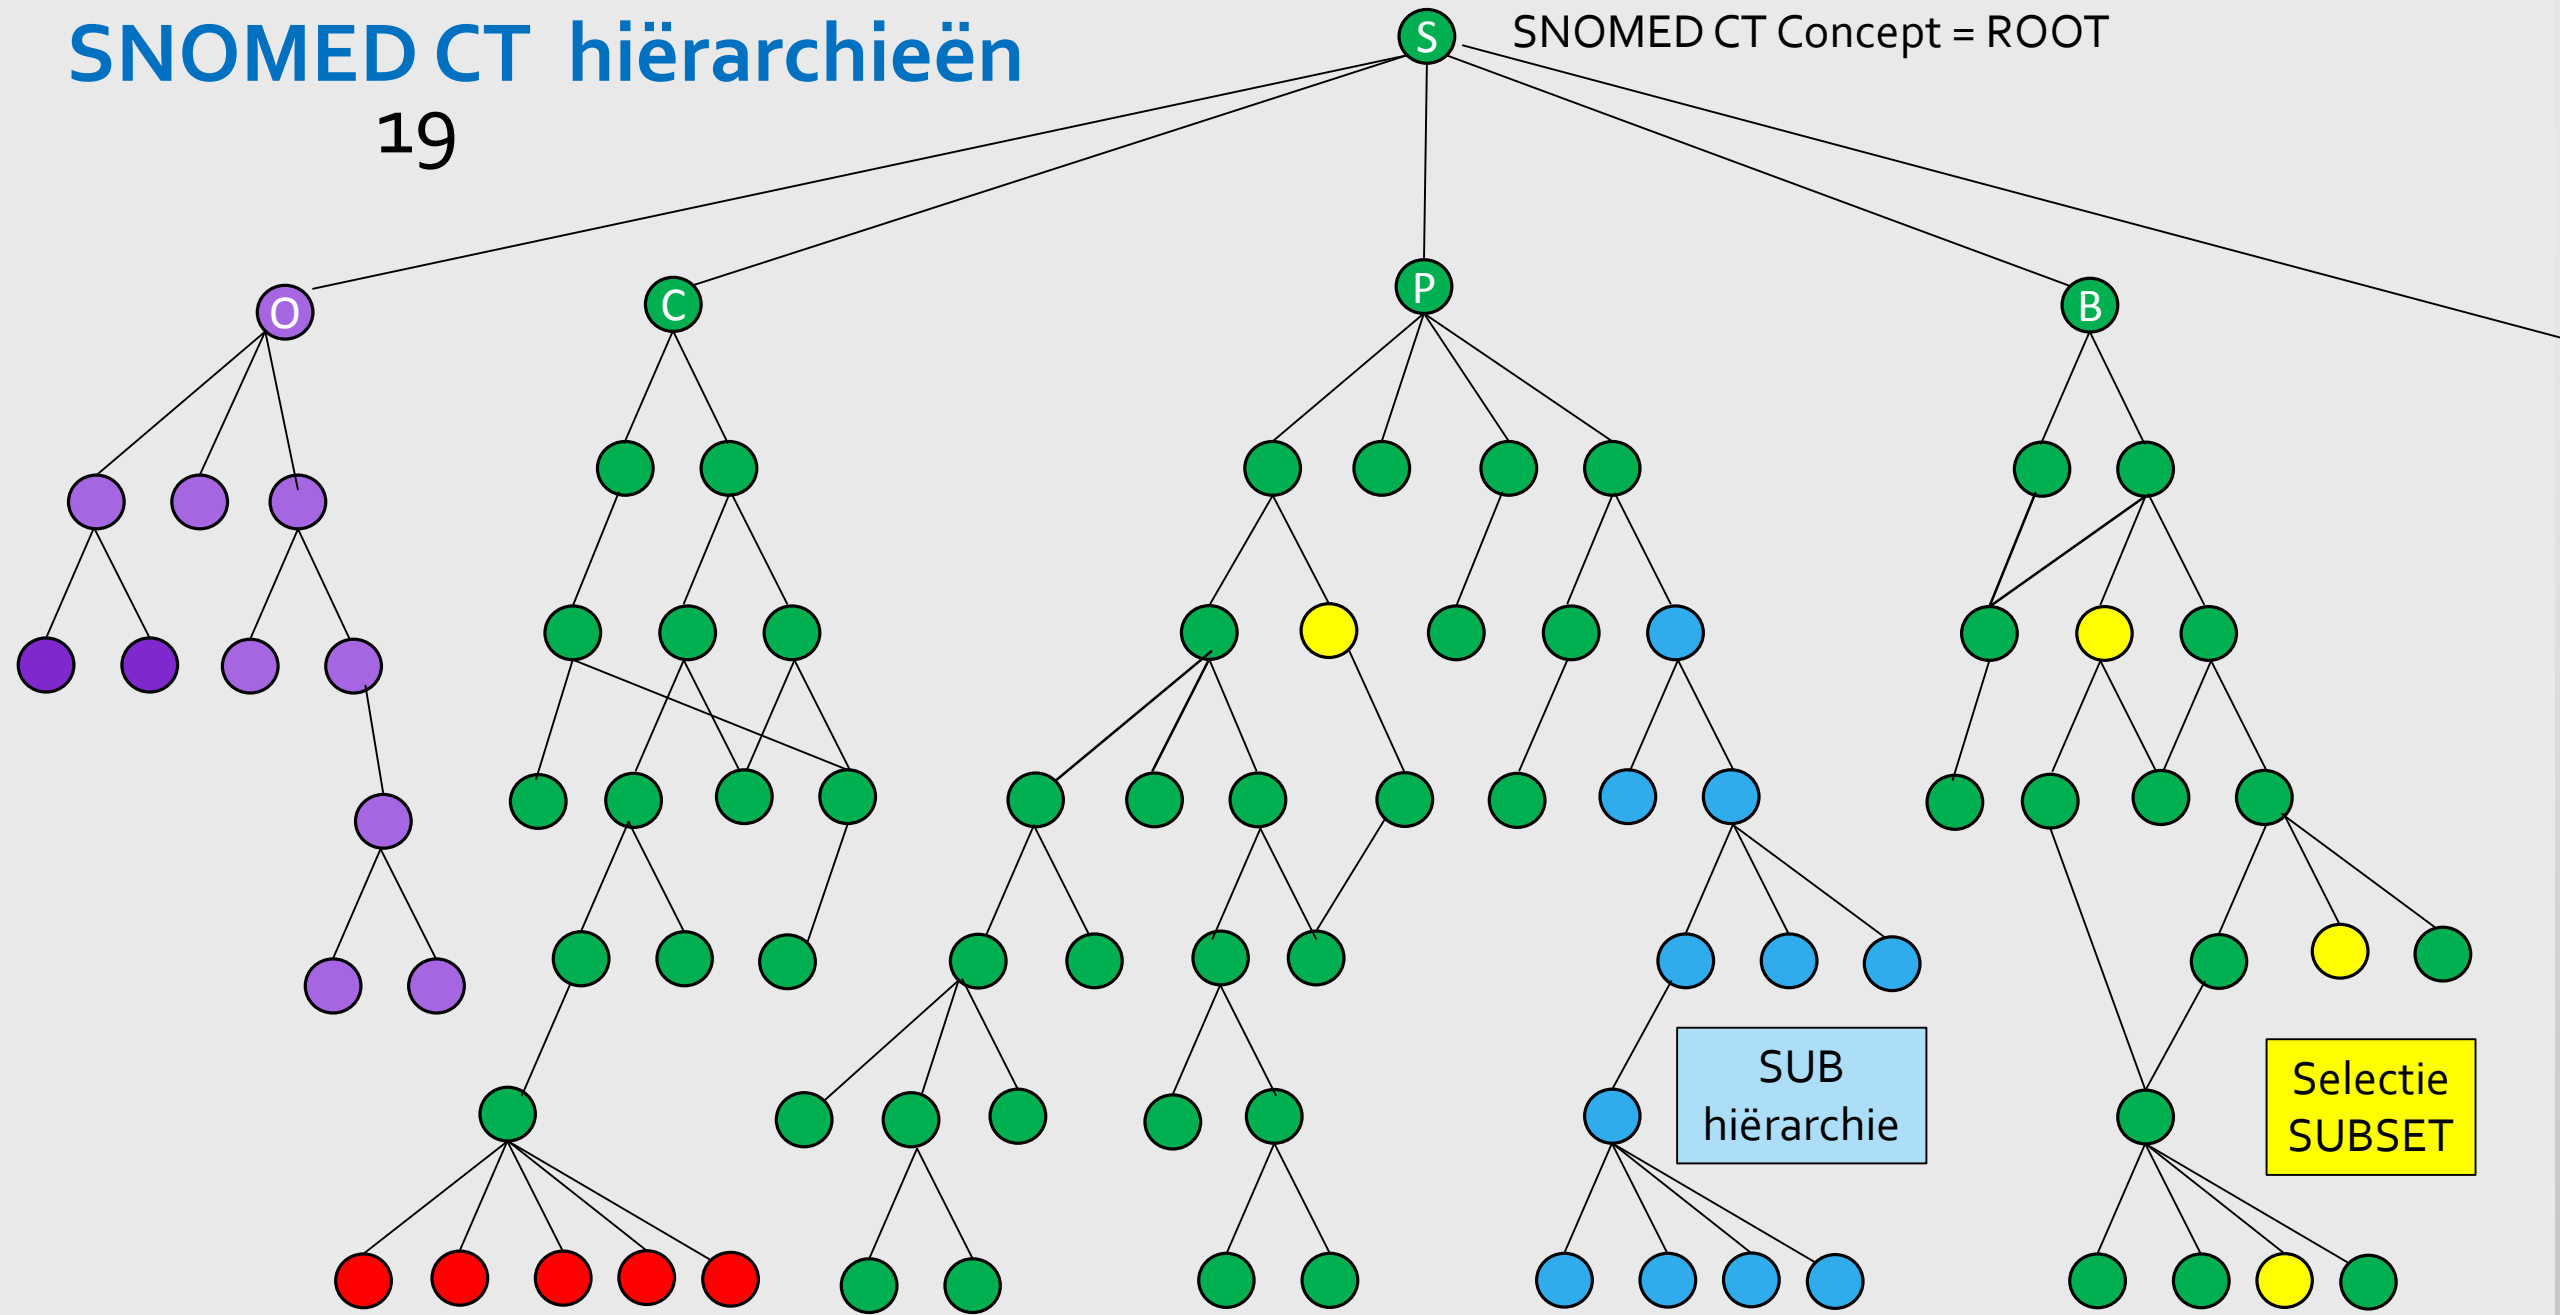 SNOMED CT hiërarchieën
19
S
SNOMED CT Concept = ROOT
O
C
P
B
SUB
hiërarchie
Selectie
SUBSET